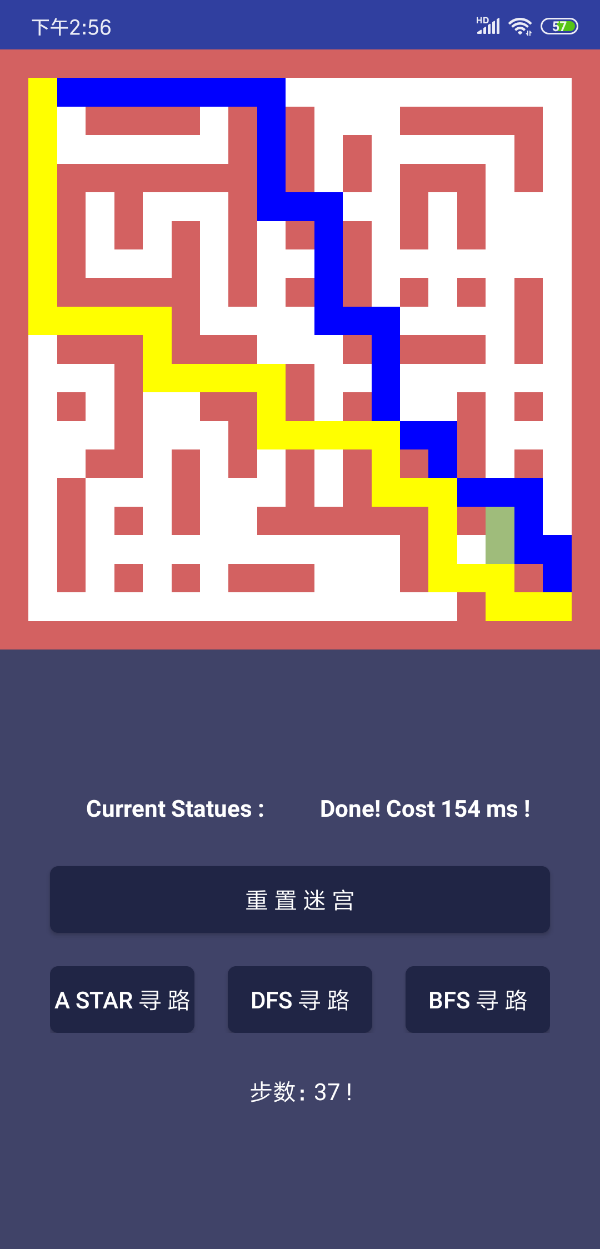 下午2:56
HD
57
Current Statues :
Done! Cost 154 ms !
重 置 迷 宫
A STAR 寻 路
DFS 寻 路
BFS 寻 路
步数: 37 !